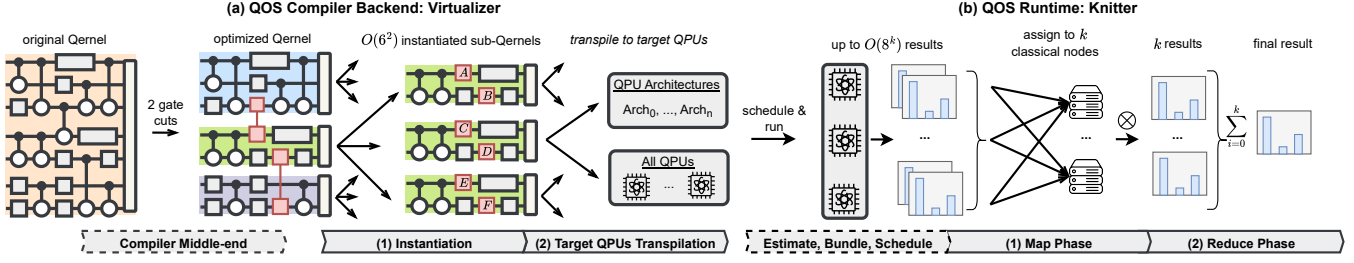 (a) QOS Compiler Backend: Virtualizer
(b) QOS Runtime: Knitter
original Qernel
optimized Qernel
O(6²) instantiated sub-Qernels
transpile to target QPUs
2 gate
cuts
A
B
C
D
E
F
QPU Architectures
Arch₀, ..., Archₙ
All QPUs
...
schedule &
run
up to O(8ᵏ) results
assign to k
classical nodes
k results
final result
...
...
⊗
...
k
∑
i=0
Compiler Middle-end
(1) Instantiation
(2) Target QPUs Transpilation
Estimate, Bundle, Schedule
(1) Map Phase
(2) Reduce Phase